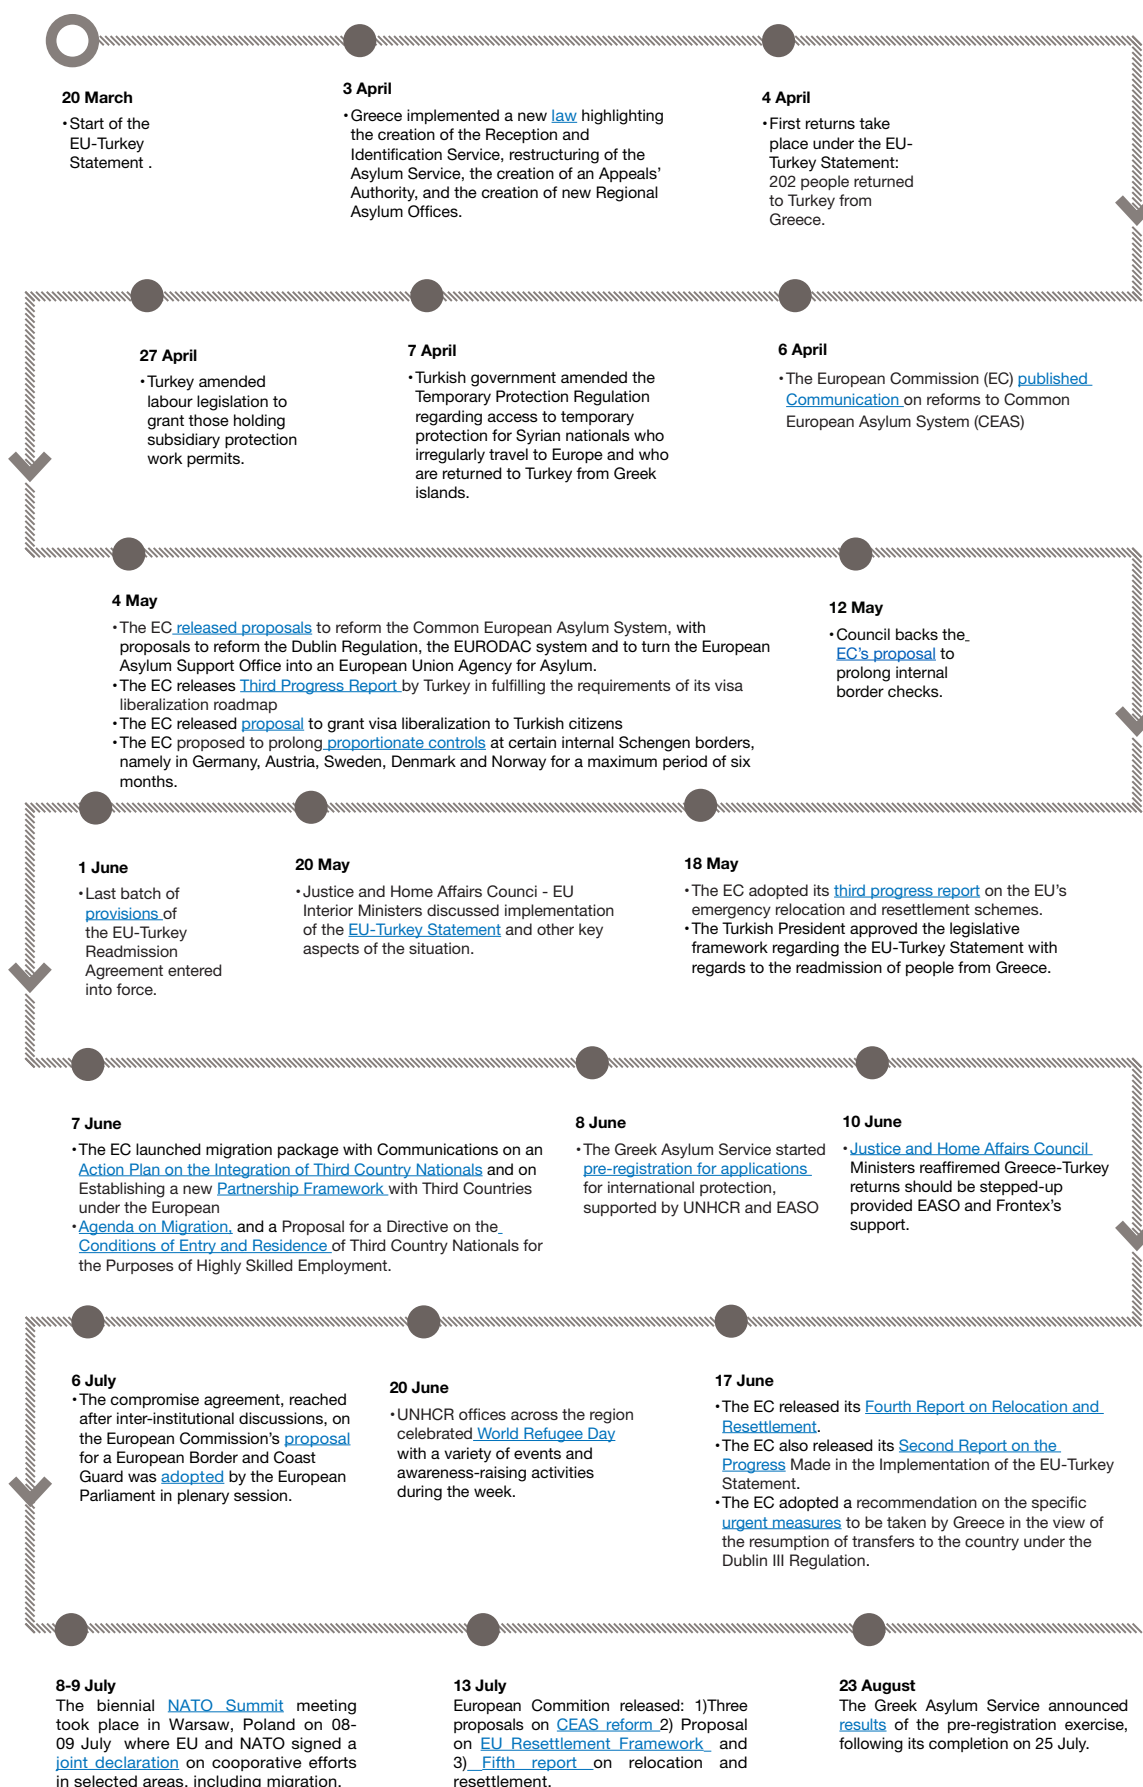 20 March
•Start of the
EU-Turkey
Statement .
3 April
•Greece implemented a new law highlighting
the creation of the Reception and
Identification Service, restructuring of the
Asylum Service, the creation of an Appeals’
Authority, and the creation of new Regional
Asylum Offices.
4 April
•First returns take
place under the EU-
Turkey Statement:
202 people returned
to Turkey from
Greece.
6 April
•The European Commission (EC) published
Communication on reforms to Common
European Asylum System (CEAS)
7 April
•Turkish government amended the
Temporary Protection Regulation
regarding access to temporary
protection for Syrian nationals who
irregularly travel to Europe and who
are returned to Turkey from Greek
islands.
27 April
•Turkey amended
labour legislation to
grant those holding
subsidiary protection
work permits.
4 May
•The EC released proposals to reform the Common European Asylum System, with
proposals to reform the Dublin Regulation, the EURODAC system and to turn the European
Asylum Support Office into an European Union Agency for Asylum.
•The EC releases Third Progress Report by Turkey in fulfilling the requirements of its visa
liberalization roadmap
•The EC released proposal to grant visa liberalization to Turkish citizens
•The EC proposed to prolong proportionate controls at certain internal Schengen borders,
namely in Germany, Austria, Sweden, Denmark and Norway for a maximum period of six
months.
12 May
•Council backs the
EC’s proposal to
prolong internal
border checks.
18 May
•The EC adopted its third progress report on the EU’s
emergency relocation and resettlement schemes.
•The Turkish President approved the legislative
framework regarding the EU-Turkey Statement with
regards to the readmission of people from Greece.
20 May
•Justice and Home Affairs Counci - EU
Interior Ministers discussed implementation
of the EU-Turkey Statement and other key
aspects of the situation.
1 June
•Last batch of
provisions of
the EU-Turkey
Readmission
Agreement entered
into force.
7 June
•The EC launched migration package with Communications on an
Action Plan on the Integration of Third Country Nationals and on
Establishing a new Partnership Framework with Third Countries
under the European
•Agenda on Migration, and a Proposal for a Directive on the
Conditions of Entry and Residence of Third Country Nationals for
the Purposes of Highly Skilled Employment.
8 June
•The Greek Asylum Service started
pre-registration for applications
for international protection,
supported by UNHCR and EASO
10 June
•Justice and Home Affairs Council
Ministers reaffiremed Greece-Turkey
returns should be stepped-up
provided EASO and Frontex’s
support.
17 June
•The EC released its Fourth Report on Relocation and
Resettlement.
•The EC also released its Second Report on the
Progress Made in the Implementation of the EU-Turkey
Statement.
•The EC adopted a recommendation on the specific
urgent measures to be taken by Greece in the view of
the resumption of transfers to the country under the
Dublin III Regulation.
20 June
•UNHCR offices across the region
celebrated World Refugee Day
with a variety of events and
awareness-raising activities
during the week.
6 July
•The compromise agreement, reached
after inter-institutional discussions, on
the European Commission’s proposal
for a European Border and Coast
Guard was adopted by the European
Parliament in plenary session.
8-9 July
The biennial NATO Summit meeting
took place in Warsaw, Poland on 08-
09 July where EU and NATO signed a
joint declaration on cooperative efforts
in selected areas, including migration.
13 July
European Commition released: 1)Three
proposals on CEAS reform 2) Proposal
on EU Resettlement Framework and
3) Fifth report on relocation and
resettlement.
23 August
The Greek Asylum Service announced
results of the pre-registration exercise,
following its completion on 25 July.